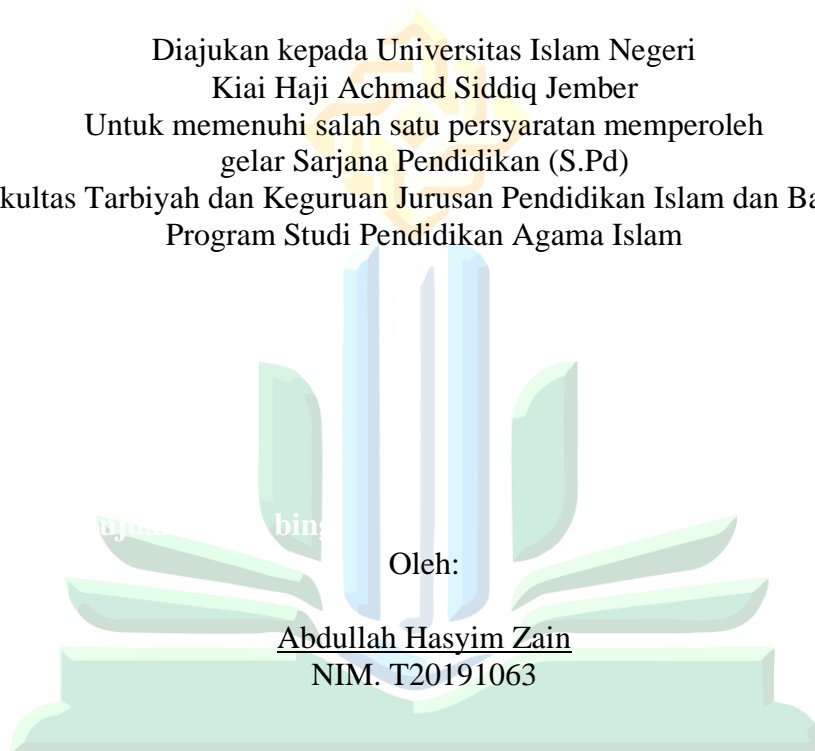 Diajukan kepada Universitas Islam Negeri
Kiai Haji Achmad Siddiq Jember
Untuk memenuhi salah satu persyaratan memperoleh
gelar Sarjana Pendidikan (S.Pd)
kultas Tarbiyah dan Keguruan Jurusan Pendidikan Islam dan Ba
Program Studi Pendidikan Agama Islam
Oleh:
Abdullah Hasyim Zain
NIM. T20191063